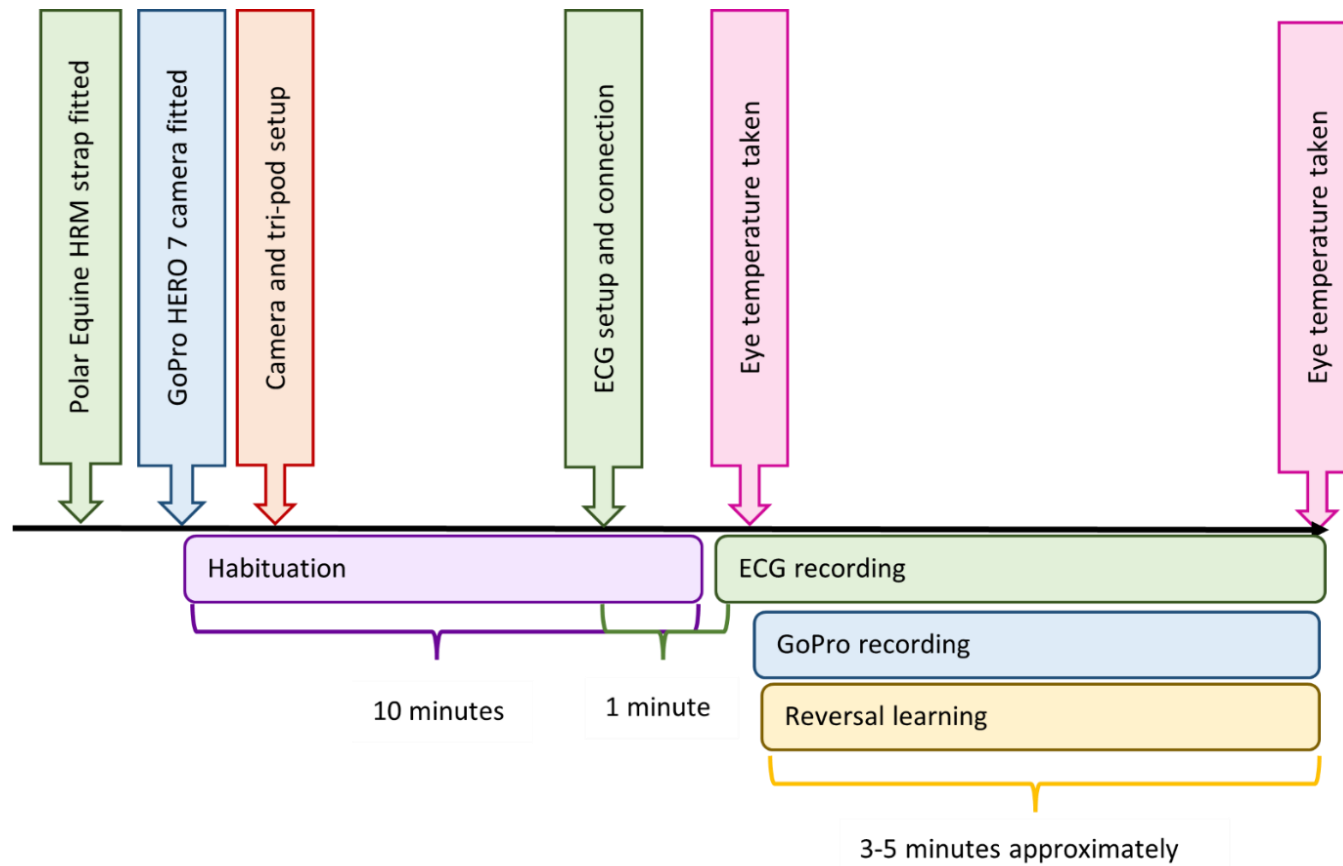 Polar Equine HRM strap fitted
GoPro HERO 7 camera fitted
Camera and tri-pod setup
ECG setup and connection
Eye temperature taken
Eye temperature taken
Habituation
ECG recording
GoPro recording
Reversal learning
10 minutes
1 minute
3-5 minutes approximately